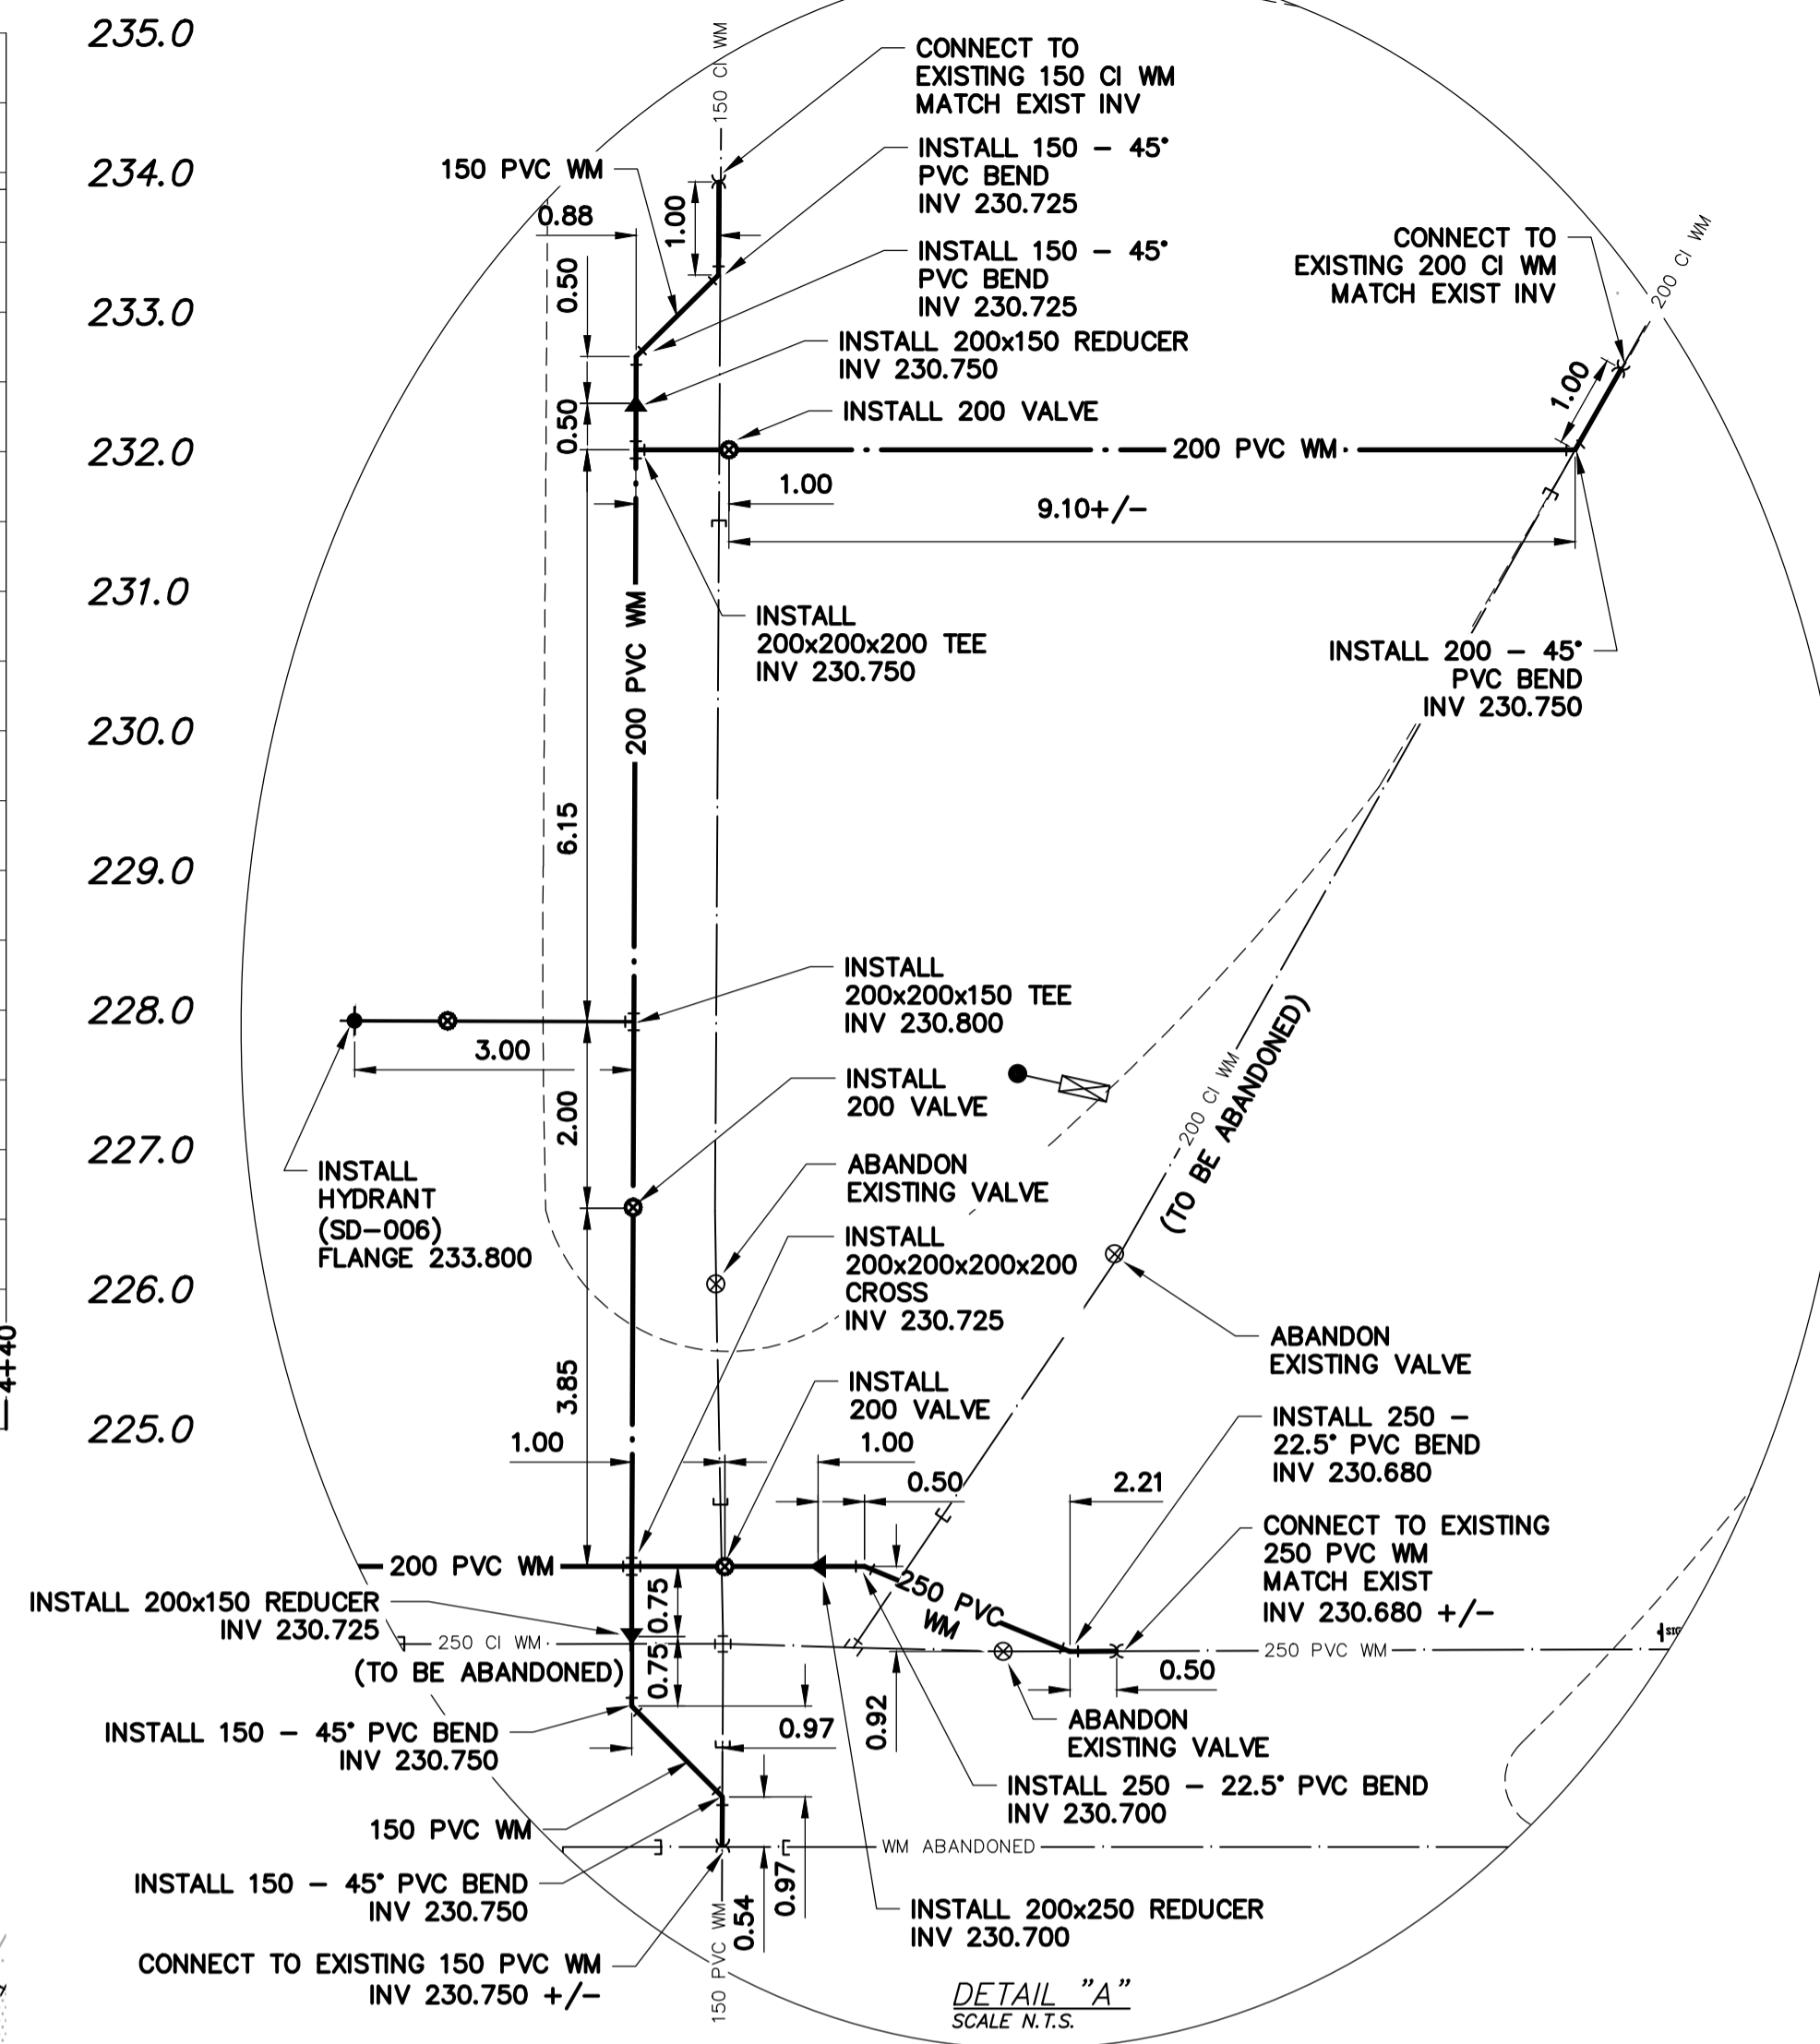 235.0
234.0
233.0
232.0
231.0
230.0
229.0
228.0
227.0
226.0
225.0
4+40
150 CI WM
CONNECT TO
EXISTING 150 CI WM
MATCH EXIST INV
INSTALL 150 - 45°
PVC BEND
INV 230.725
150 PVC WM
0.88
1.00
INSTALL 150 - 45°
PVC BEND
INV 230.725
0.50
INSTALL 200x150 REDUCER
INV 230.750
0.50
INSTALL 200 VALVE
CONNECT TO
EXISTING 200 CI WM
MATCH EXIST INV
200 CI WM
1.00
200 PVC WM
1.00
9.10+/-
INSTALL
200x200x200 TEE
INV 230.750
200 PVC WM
INSTALL 200 - 45°
PVC BEND
INV 230.750
6.15
INSTALL
200x200x150 TEE
INV 230.800
3.00
2.00
INSTALL
200 VALVE
200 CI WM
(TO BE ABANDONED)
INSTALL
HYDRANT
(SD-006)
FLANGE 233.800
ABANDON
EXISTING VALVE
INSTALL
200x200x200x200
CROSS
INV 230.725
ABANDON
EXISTING VALVE
3.85
INSTALL
200 VALVE
1.00
1.00
0.50
2.21
INSTALL 250 -
22.5° PVC BEND
INV 230.680
CONNECT TO EXISTING
250 PVC WM
MATCH EXIST
INV 230.680 +/-
200 PVC WM
250 PVC
WM
INSTALL 200x150 REDUCER
INV 230.725
0.75
250 CI WM
250 PVC WM
SIG
(TO BE ABANDONED)
0.75
0.50
INSTALL 150 - 45° PVC BEND
INV 230.750
0.97
0.92
ABANDON
EXISTING VALVE
INSTALL 250 - 22.5° PVC BEND
INV 230.700
150 PVC WM
WM ABANDONED
INSTALL 150 - 45° PVC BEND
INV 230.750
0.54
0.97
INSTALL 200x250 REDUCER
INV 230.700
CONNECT TO EXISTING 150 PVC WM
INV 230.750 +/-
150 PVC WM
DETAIL "A"
SCALE N.T.S.